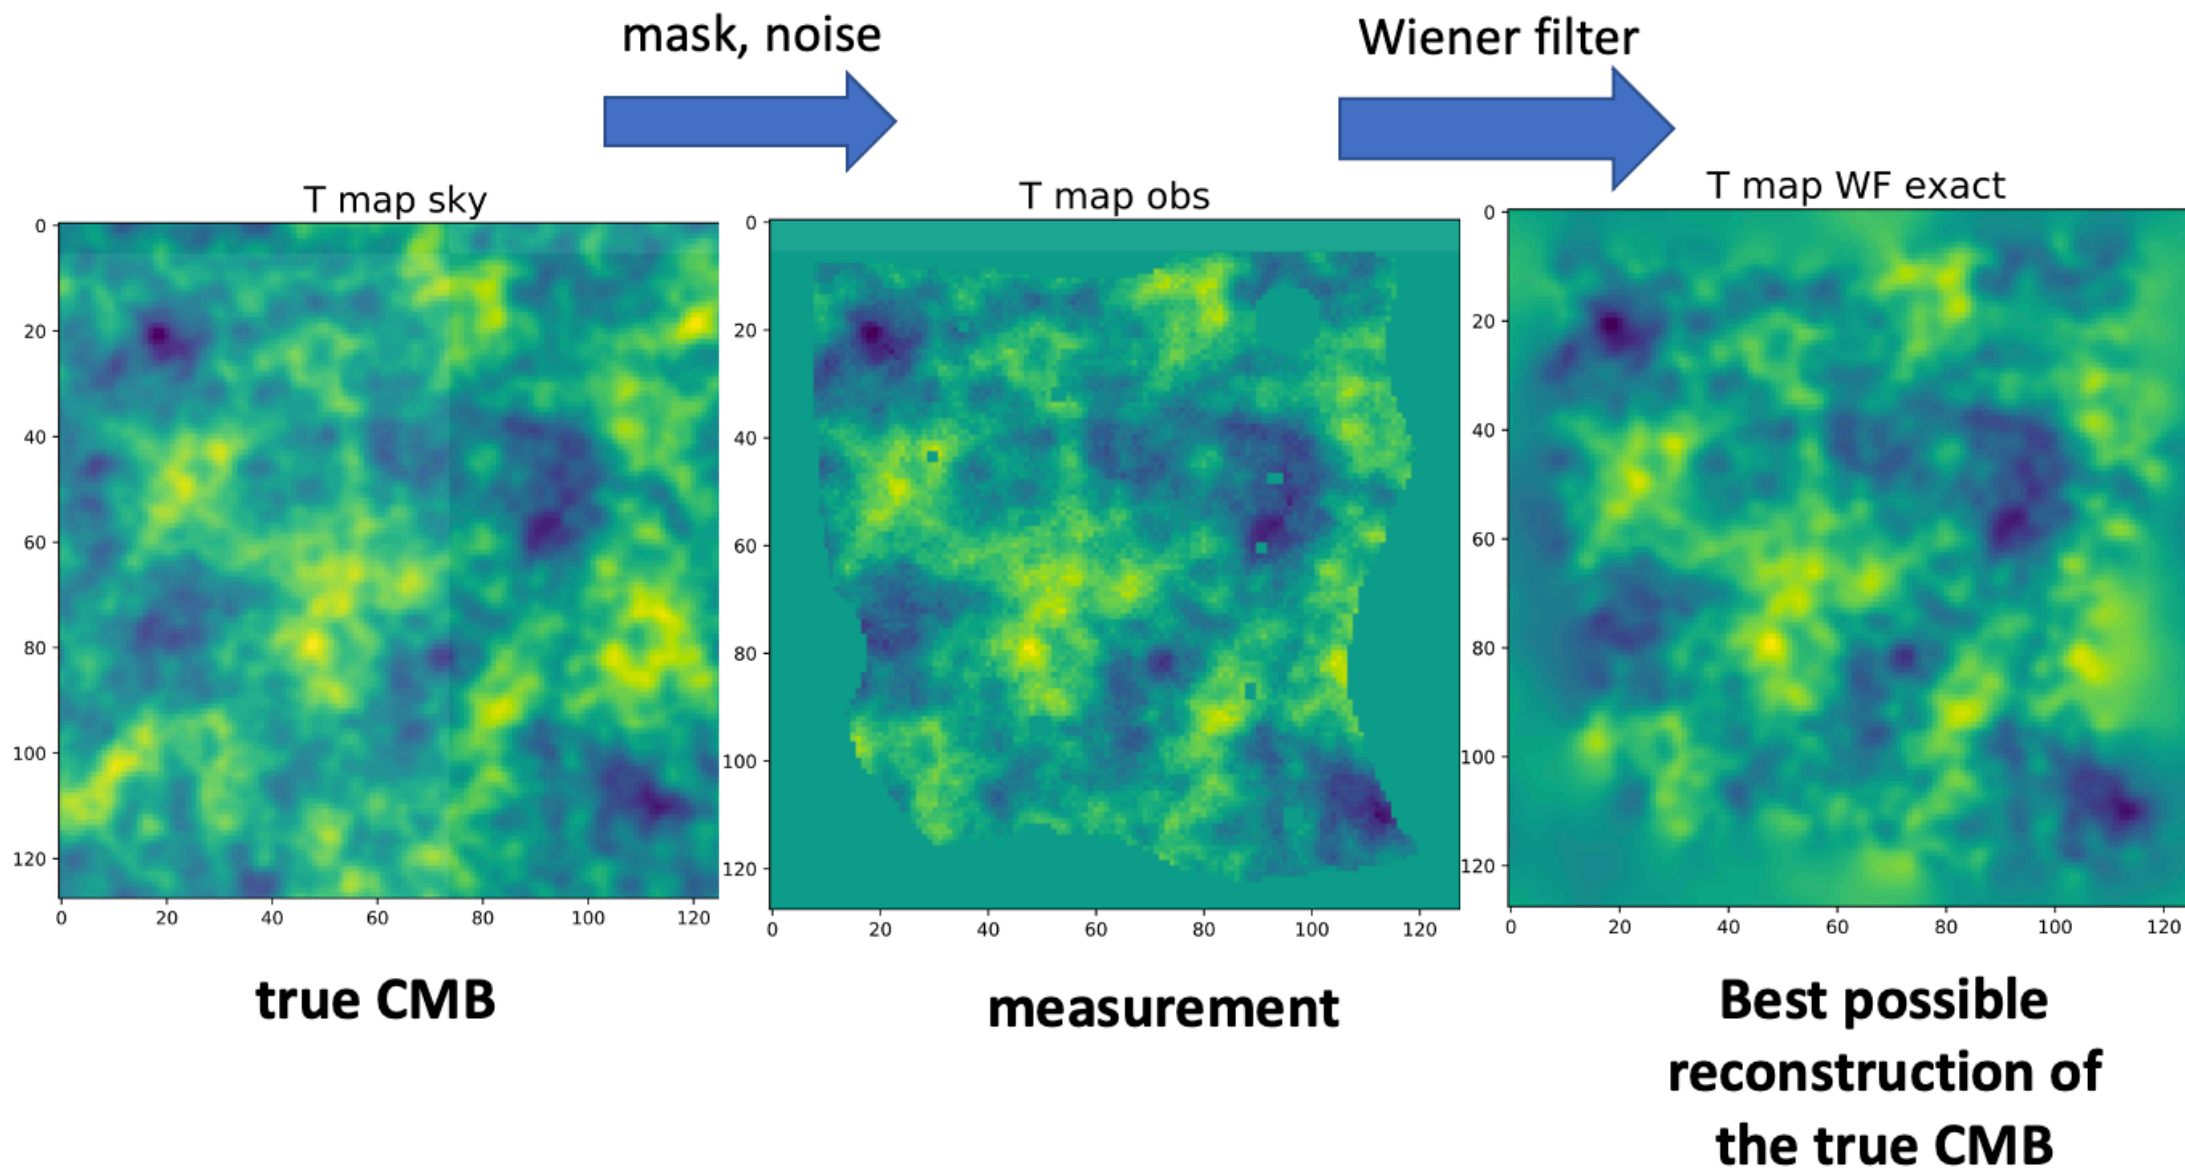 mask, noise
Wiener filter
T map sky
T map obs
T map WF exact
0
20
40
60
80
100
120
0 20 40 60 80 100 120
0
20
40
60
80
100
120
0 20 40 60 80 100 120
0
20
40
60
80
100
120
0 20 40 60 80 100 120
true CMB
measurement
Best possible
reconstruction of
the true CMB